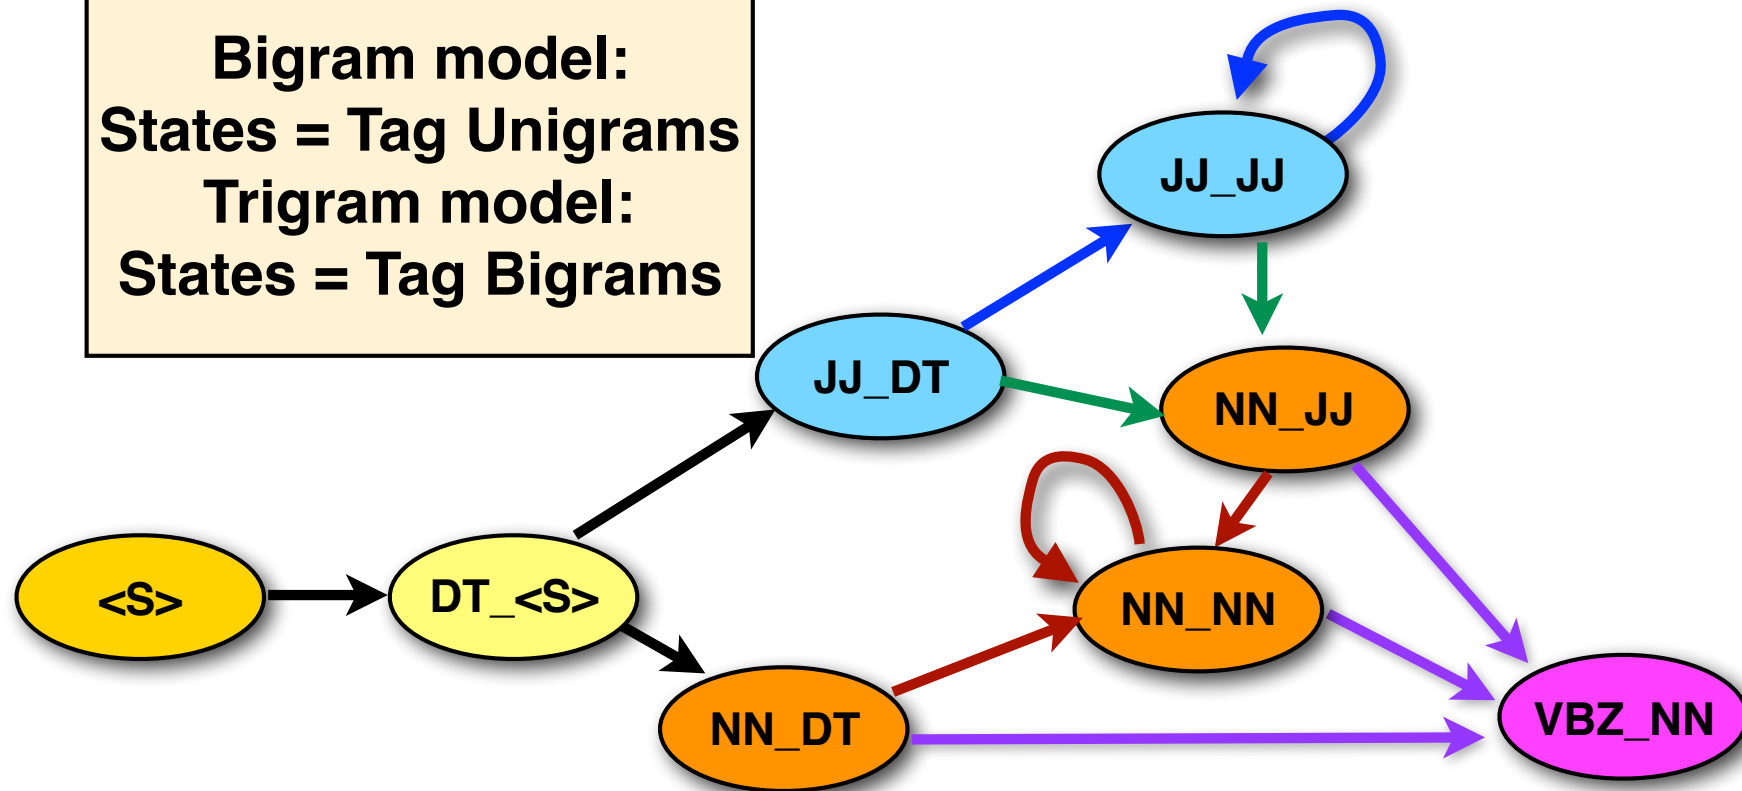 Bigram model:
States = Tag Unigrams
Trigram model:
States = Tag Bigrams
JJ_JJ
JJ_DT
NN_JJ
<S>
DT_<S>
NN_NN
NN_DT
VBZ_NN